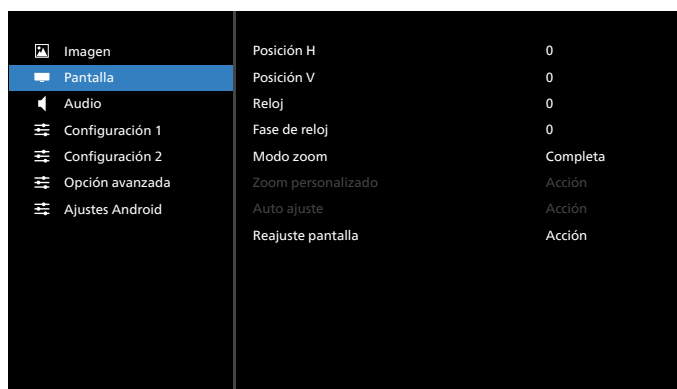 Imagen
Pantalla
Audio
Configuración 1
Configuración 2
Opción avanzada
Ajustes Android
Posición H 0
Posición V 0
Reloj 0
Fase de reloj 0
Modo zoom Completa
Zoom personalizado Acción
Auto ajuste Acción
Reajuste pantalla Acción